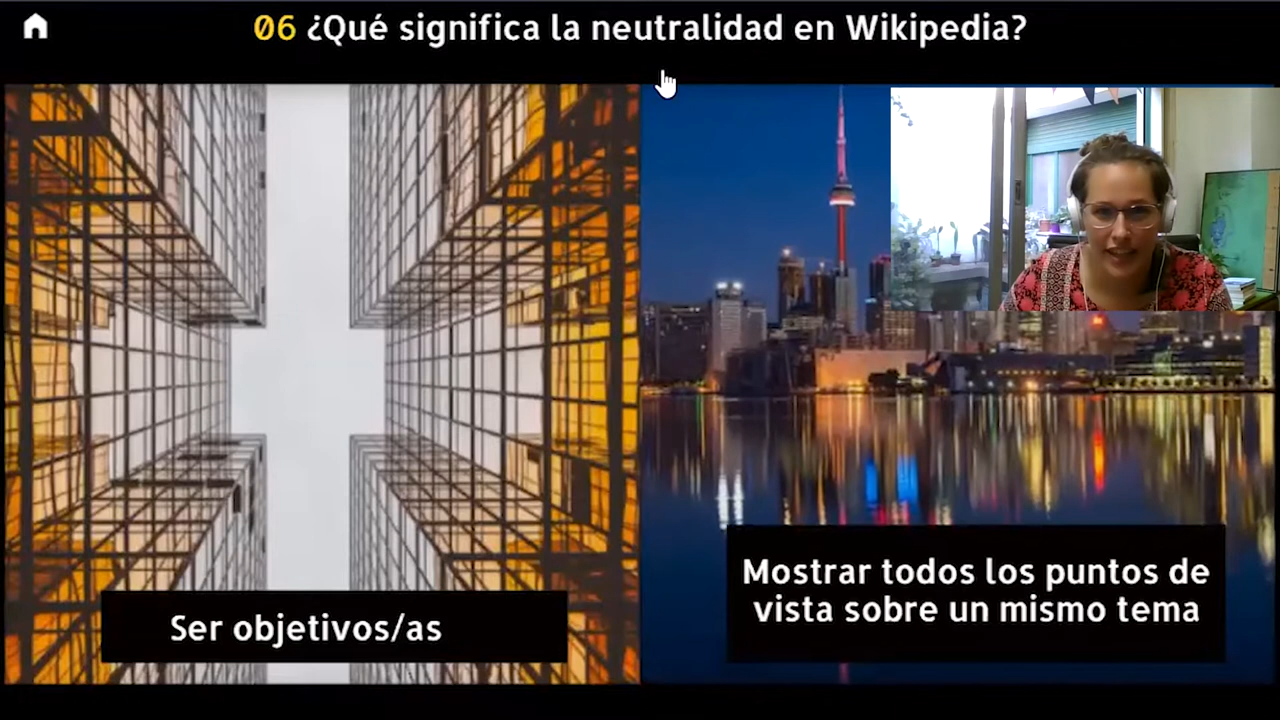 06 ¿Qué significa la neutralidad en Wikipedia?
Ser objetivos/as
Mostrar todos los puntos de
vista sobre un mismo tema